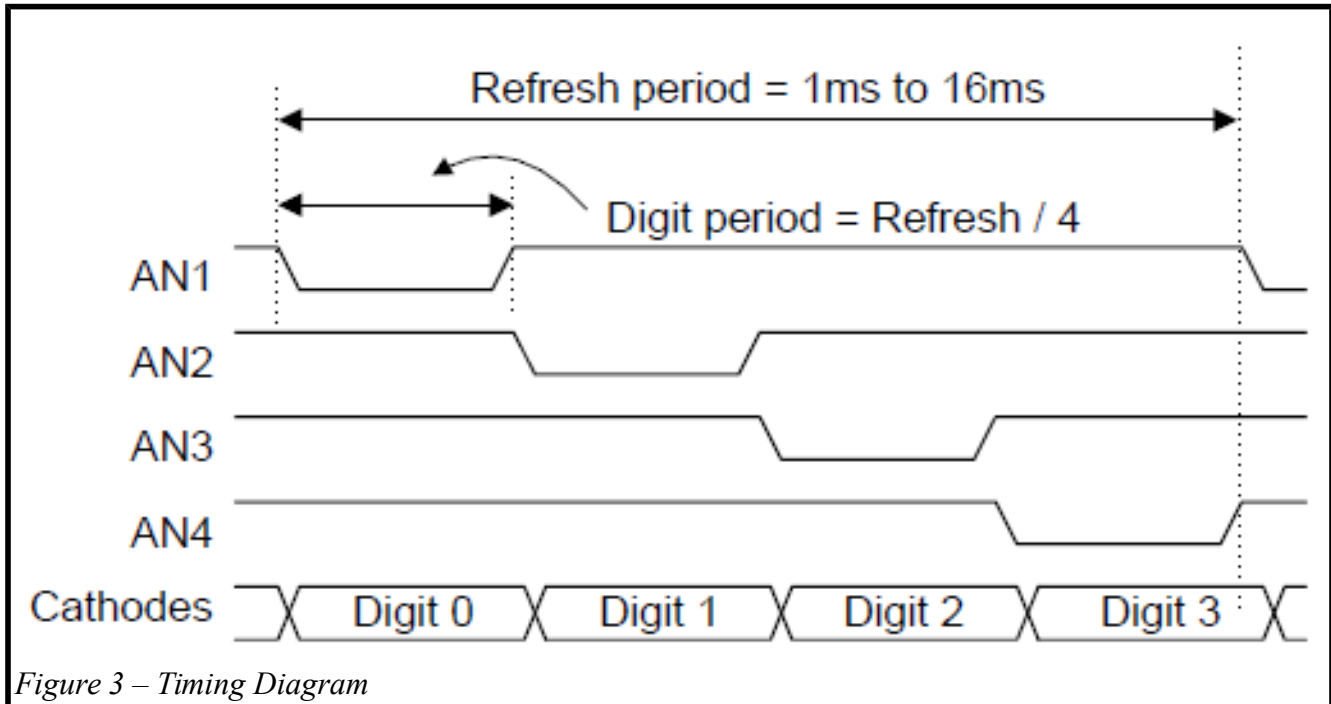 Refresh period = 1ms to 16ms
Digit period = Refresh / 4
AN1
AN2
AN3
AN4
Cathodes Digit 0 Digit 1 Digit 2 Digit 3
Figure 3 – Timing Diagram